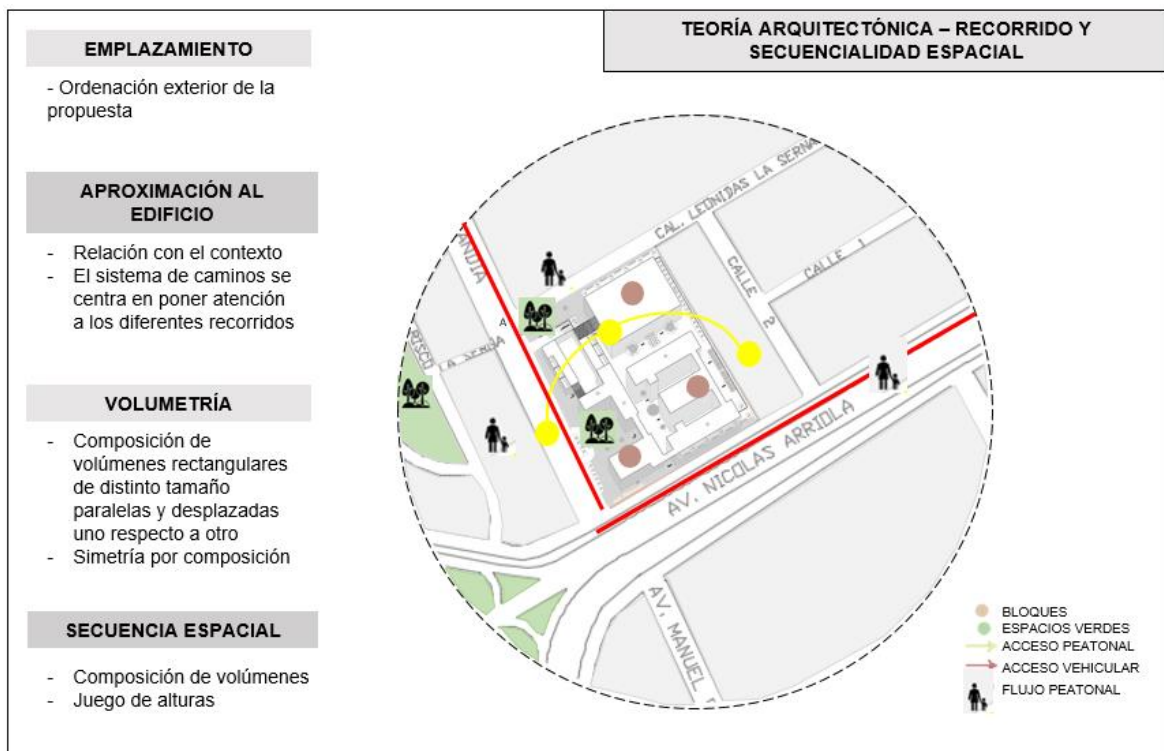 TEORÍA ARQUITECTÓNICA – RECORRIDO Y
SECUENCIALIDAD ESPACIAL
EMPLAZAMIENTO
- Ordenación exterior de la
propuesta
APROXIMACIÓN AL
EDIFICIO
- Relación con el contexto
- El sistema de caminos se
centra en poner atención
a los diferentes recorridos
VOLUMETRÍA
- Composición de
volúmenes rectangulares
de distinto tamaño
paralelas y desplazadas
uno respecto a otro
- Simetría por composición
SECUENCIA ESPACIAL
- Composición de volúmenes
- Juego de alturas
CAL. LEONIDAS LA SERNA
CALLE 1
CALLE 2
ANDIA
A
RISCO
LA SERNA
AV. NICOLAS ARRIOLA
AV. MANUEL
BLOQUES
ESPACIOS VERDES
ACCESO PEATONAL
ACCESO VEHICULAR
FLUJO PEATONAL